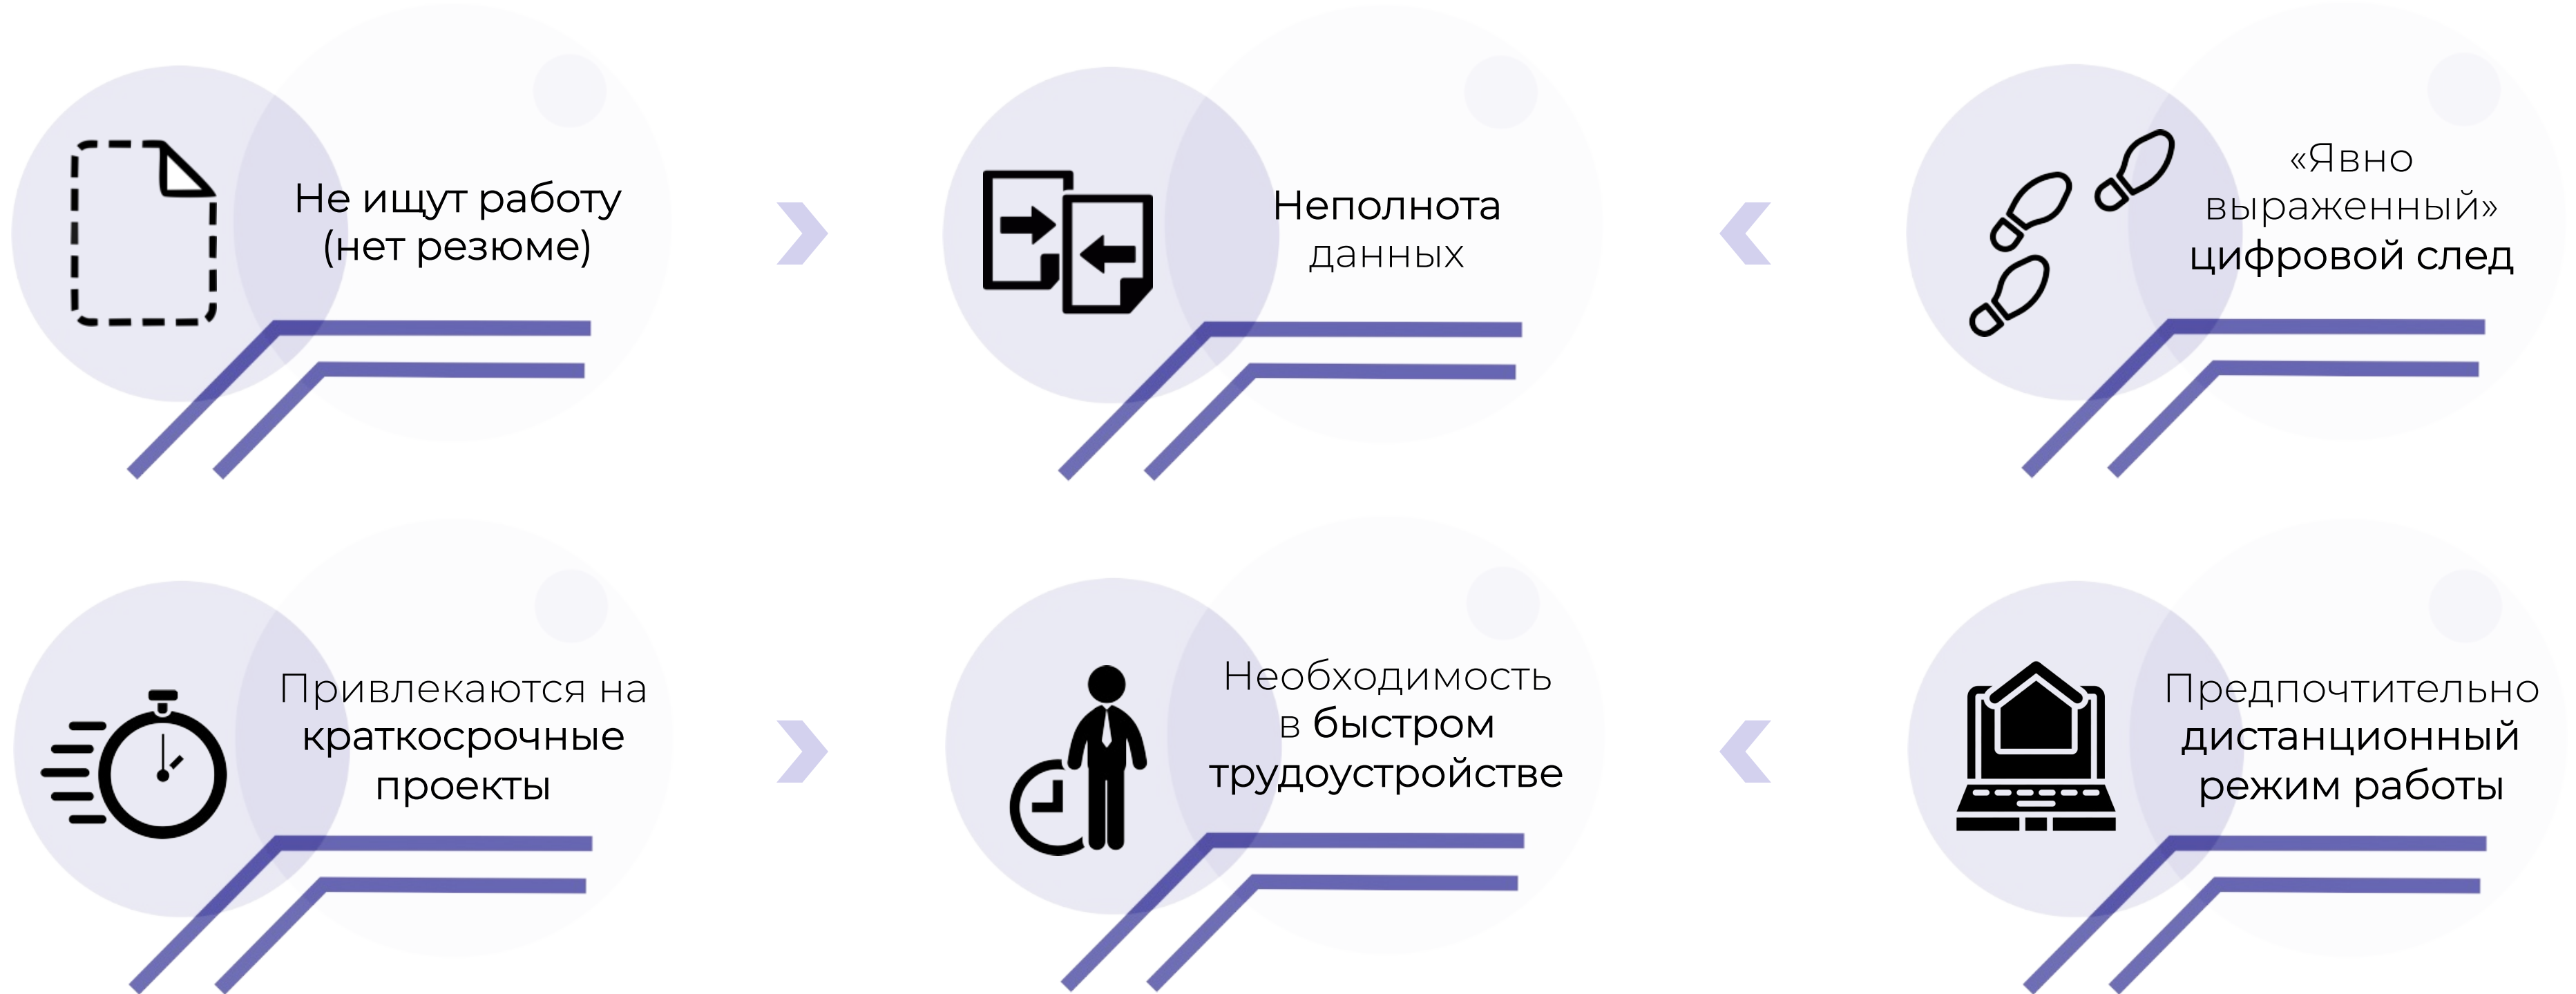 Не ищут работу
(нет резюме)
Неполнота
данных
«Явно
выраженный»
цифровой след
Привлекаются на
краткосрочные
проекты
Необходимость
в быстром
трудоустройстве
Предпочтительно
дистанционный
режим работы